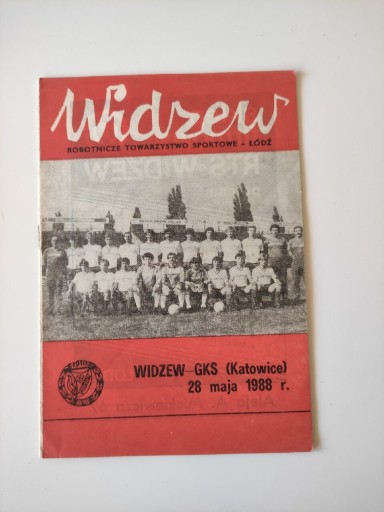 Widzew
ROBOTNICZE TOWARZYSTWO SPORTOWE – ŁÓDŹ
WIDZEW—GKS (Katowice)
28 maja 1988 r.